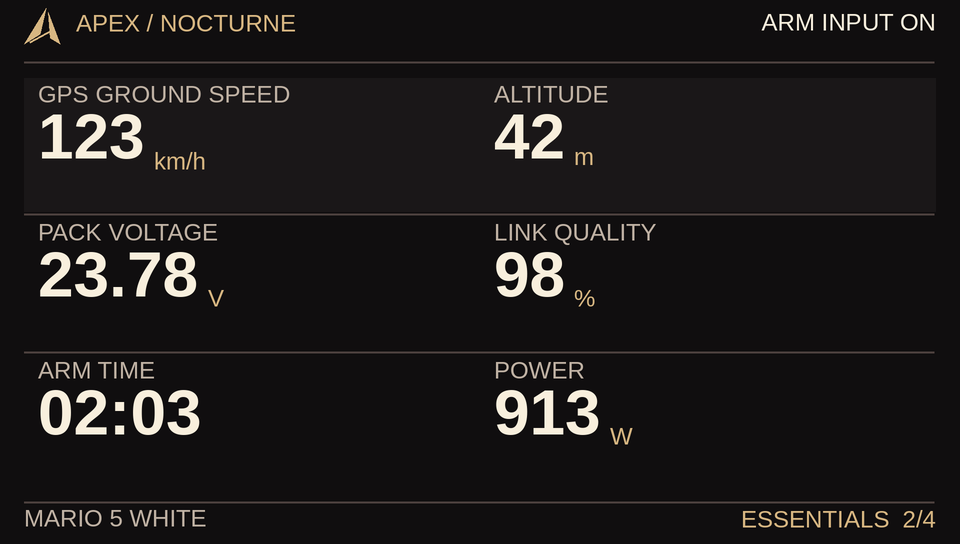 APEX / NOCTURNE
ARM INPUT ON
GPS GROUND SPEED
123 km/h
ALTITUDE
42 m
PACK VOLTAGE
23.78 V
LINK QUALITY
98 %
ARM TIME
02:03
POWER
913 W
MARIO 5 WHITE
ESSENTIALS 2/4